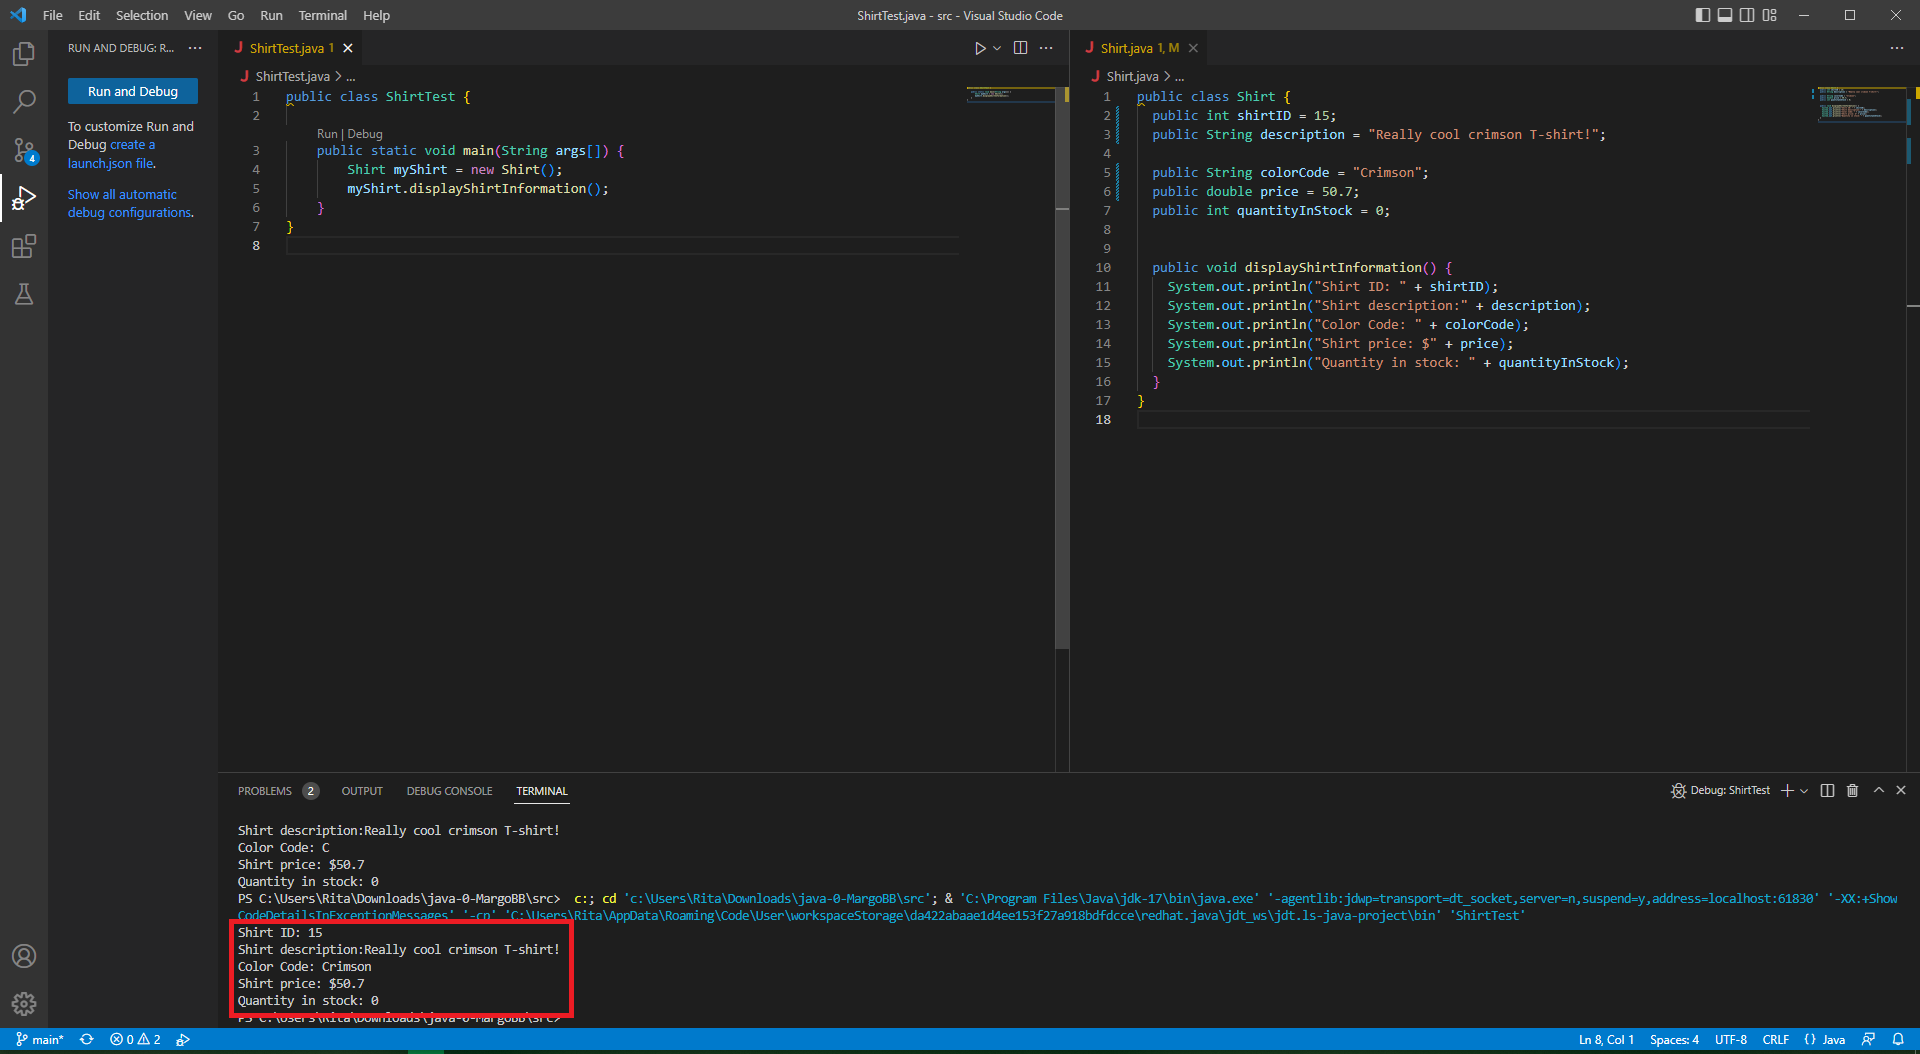 File Edit Selection View Go Run Terminal Help
ShirtTest.java - src - Visual Studio Code
RUN AND DEBUG: R... ···
Run and Debug
To customize Run and
Debug create a
launch.json file.
Show all automatic
debug configurations.
4
ShirtTest.java 1
ShirtTest.java > ...
1 public class ShirtTest {
2
Run | Debug
3 public static void main(String args[]) {
4 Shirt myShirt = new Shirt();
5 myShirt.displayShirtInformation();
6 }
7 }
8
Shirt.java 1, M
Shirt.java > ...
1 public class Shirt {
2 public int shirtID = 15;
3 public String description = "Really cool crimson T-shirt!";
4
5 public String colorCode = "Crimson";
6 public double price = 50.7;
7 public int quantityInStock = 0;
8
9
10 public void displayShirtInformation() {
11 System.out.println("Shirt ID: " + shirtID);
12 System.out.println("Shirt description:" + description);
13 System.out.println("Color Code: " + colorCode);
14 System.out.println("Shirt price: $" + price);
15 System.out.println("Quantity in stock: " + quantityInStock);
16 }
17 }
18
PROBLEMS 2 OUTPUT DEBUG CONSOLE TERMINAL
Debug: ShirtTest
Shirt description:Really cool crimson T-shirt!
Color Code: C
Shirt price: $50.7
Quantity in stock: 0
PS C:\Users\Rita\Downloads\java-0-MargoBB\src> c:; cd 'c:\Users\Rita\Downloads\java-0-MargoBB\src'; & 'C:\Program Files\Java\jdk-17\bin\java.exe' '-agentlib:jdwp=transport=dt_socket,server=n,suspend=y,address=localhost:61830' '-XX:+Show
CodeDetailsInExceptionMessages' '-cp' 'C:\Users\Rita\AppData\Roaming\Code\User\workspaceStorage\da422abaae1d4ee153f27a918bdfdcce\redhat.java\jdt_ws\jdt.ls-java-project\bin' 'ShirtTest'
Shirt ID: 15
Shirt description:Really cool crimson T-shirt!
Color Code: Crimson
Shirt price: $50.7
Quantity in stock: 0
PS C:\Users\Rita\Downloads\java-0-MargoBB\src>
main* 0 2
Ln 8, Col 1 Spaces: 4 UTF-8 CRLF {} Java